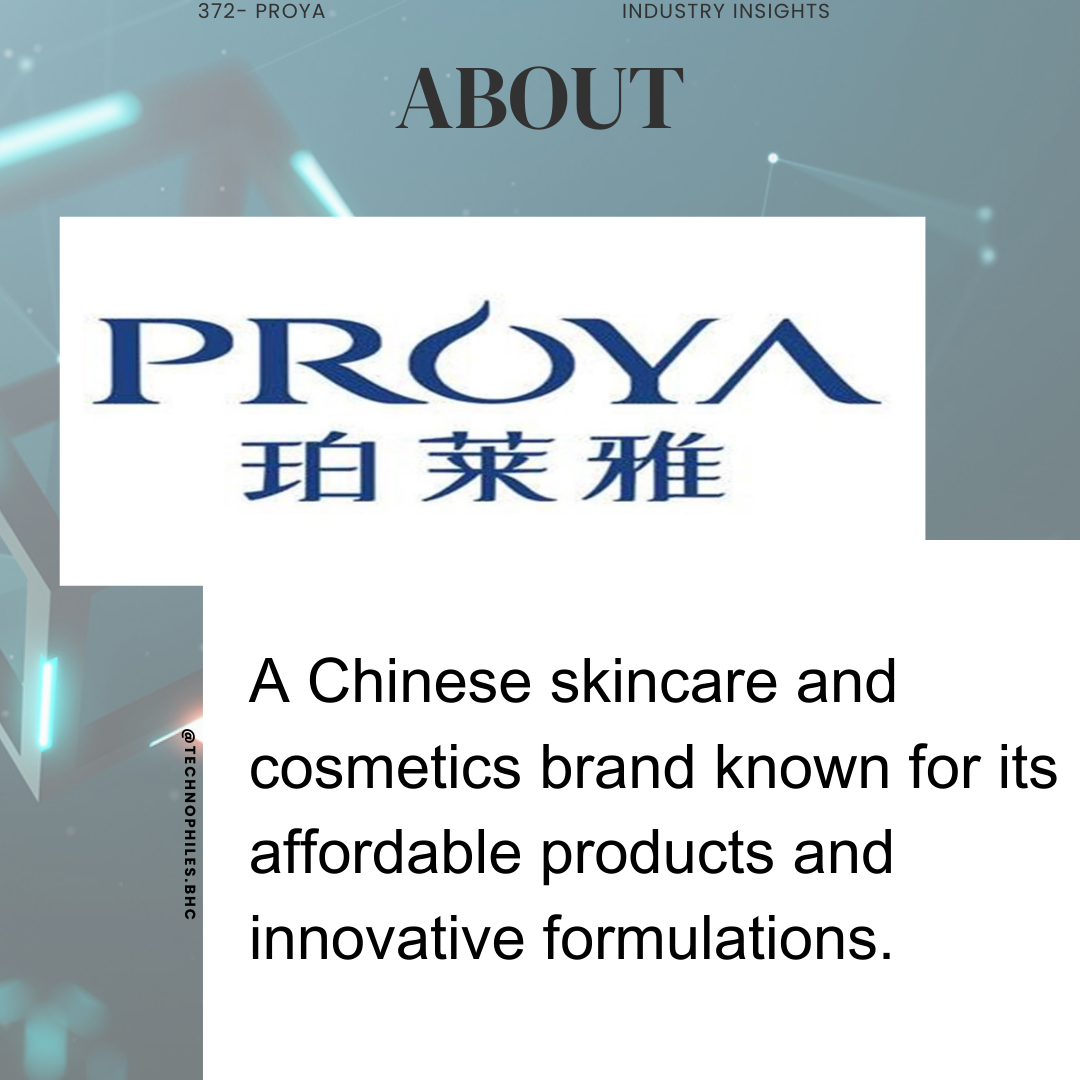 372- PROYA
INDUSTRY INSIGHTS
ABOUT
PROYA
珀莱雅
A Chinese skincare and
cosmetics brand known for its
affordable products and
innovative formulations.
@TECHNOPHILES.BHC